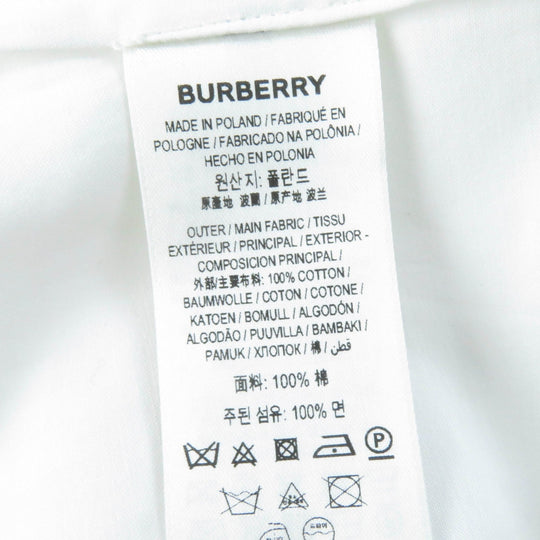 BURBERRY
MADE IN POLAND / FABRIQUÉ EN
POLOGNE / FABRICADO NA POLÔNIA /
HECHO EN POLONIA
원산지: 폴란드
原產地 波蘭 / 原产地 波兰
OUTER / MAIN FABRIC / TISSU
EXTÉRIEUR / PRINCIPAL / EXTERIOR -
COMPOSICION PRINCIPAL /
外部/主要布料: 100% COTTON /
BAUMWOLLE / COTON / COTONE /
KATOEN / BOMULL / ALGODÓN /
ALGODÃO / PUUVILLA / BAMBAKI /
PAMUK / ХЛОПОК / 棉 / قطن
面料: 100% 棉
주된 섬유: 100% 면
P